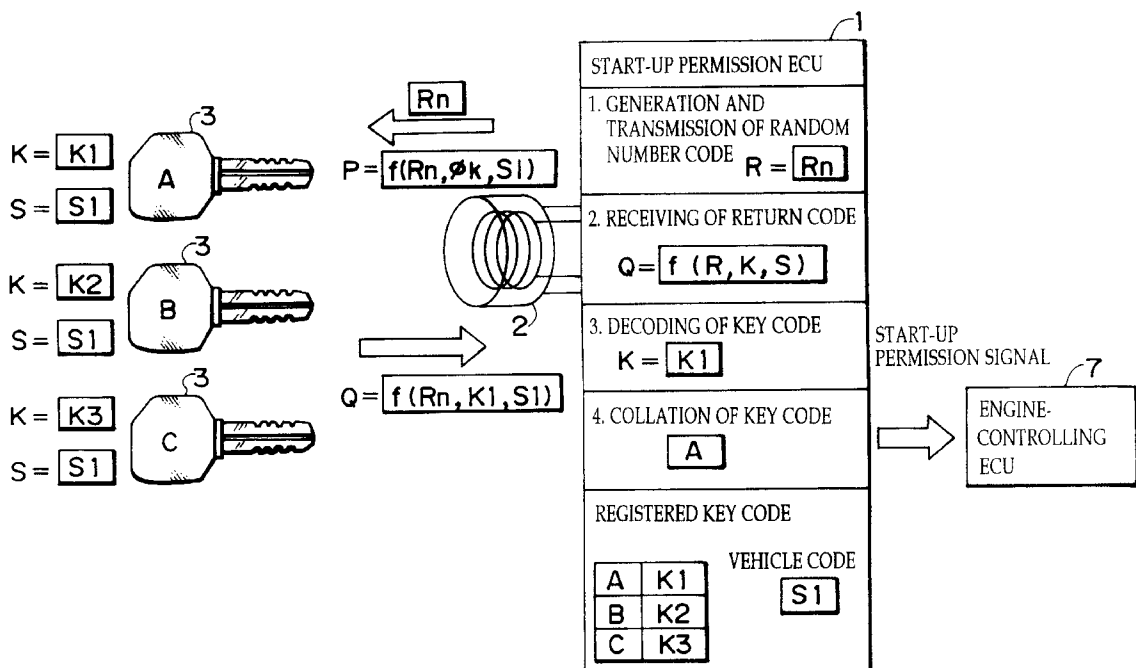 1
START-UP PERMISSION ECU
1. GENERATION AND
TRANSMISSION OF RANDOM
NUMBER CODE R = Rn
2. RECEIVING OF RETURN CODE
Q = f (R, K, S)
3. DECODING OF KEY CODE
K = K1
4. COLLATION OF KEY CODE
A
REGISTERED KEY CODE
VEHICLE CODE
S1
A K1
B K2
C K3
Rn
P = f(Rn, øk, S1)
2
Q = f(Rn, K1, S1)
3
K = K1
S = S1
A
3
K = K2
S = S1
B
3
K = K3
S = S1
C
START-UP
PERMISSION SIGNAL
7
ENGINE-
CONTROLLING
ECU